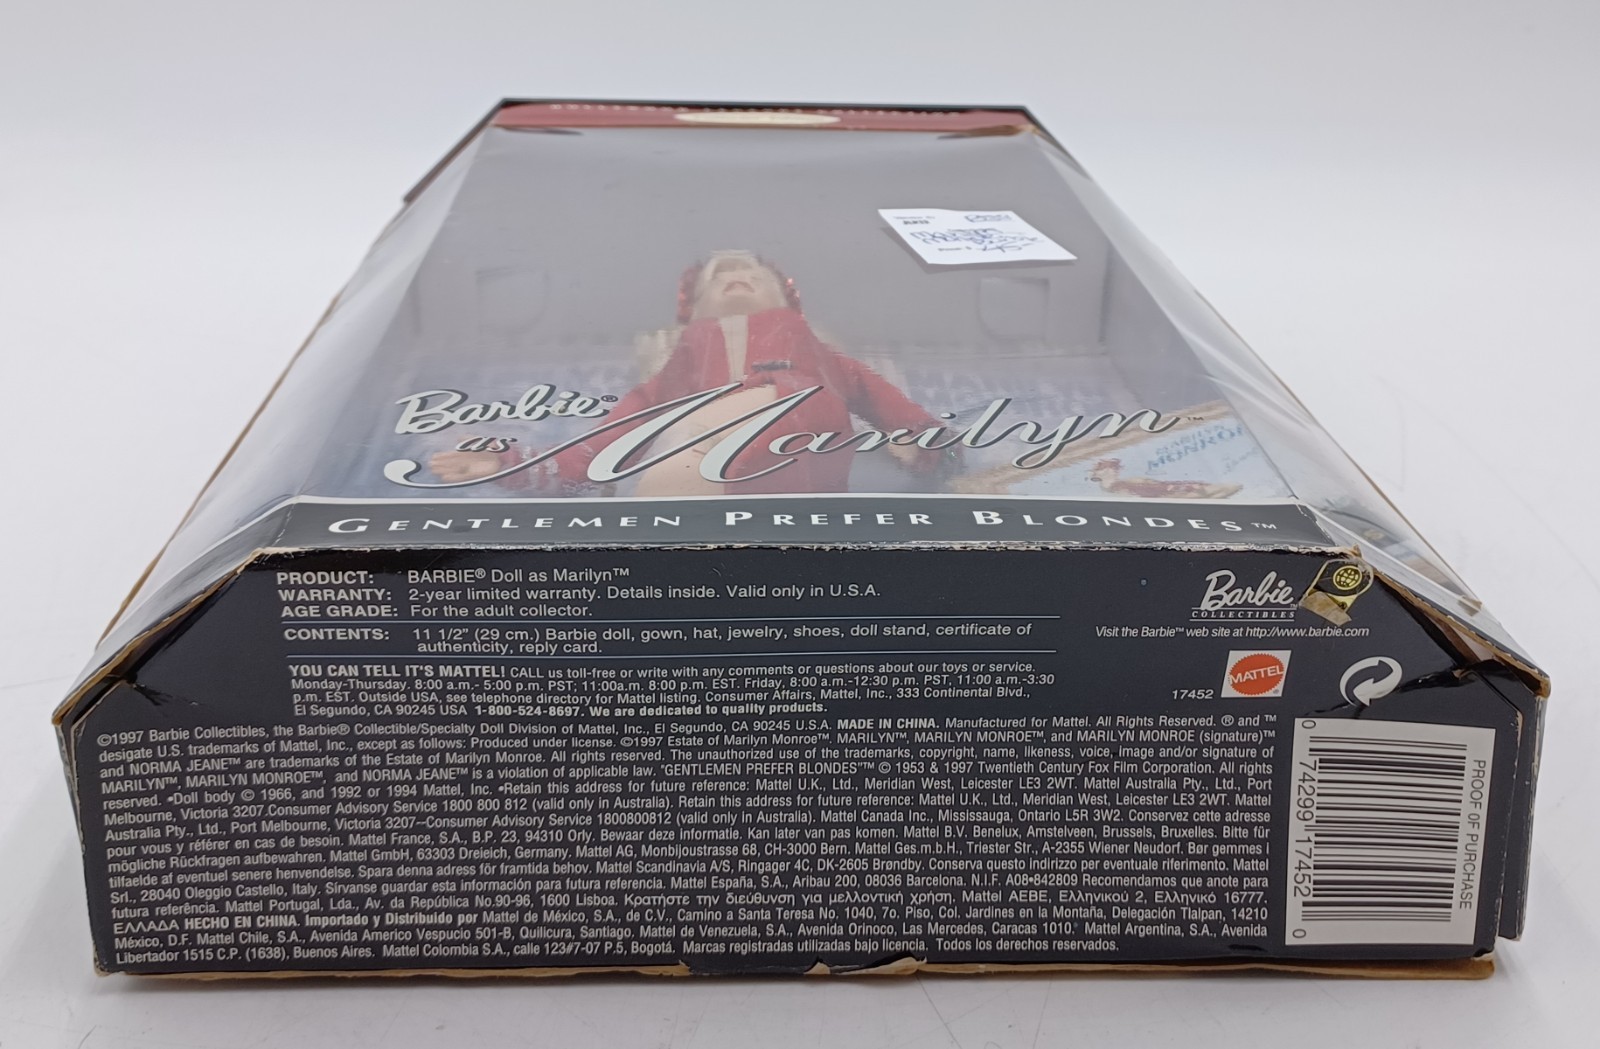 Barbie®
as Marilyn™
MARILYN
MONROE
GENTLEMEN PREFER BLONDES™
PRODUCT: BARBIE® Doll as Marilyn™
WARRANTY: 2-year limited warranty. Details inside. Valid only in U.S.A.
AGE GRADE: For the adult collector.
CONTENTS: 11 1/2" (29 cm.) Barbie doll, gown, hat, jewelry, shoes, doll stand, certificate of
authenticity, reply card.
Barbie™
COLLECTIBLES
Visit the Barbie™ web site at http://www.barbie.com
YOU CAN TELL IT'S MATTEL! CALL us toll-free or write with any comments or questions about our toys or service.
Monday-Thursday. 8:00 a.m.- 5:00 p.m. PST; 11:00a.m. 8:00 p.m. EST. Friday, 8:00 a.m.-12:30 p.m. PST, 11:00 a.m.-3:30
p.m. EST. Outside USA, see telephone directory for Mattel listing. Consumer Affairs, Mattel, Inc., 333 Continental Blvd.,
El Segundo, CA 90245 USA 1-800-524-8697. We are dedicated to quality products.
17452
MATTEL
©1997 Barbie Collectibles, the Barbie® Collectible/Specialty Doll Division of Mattel, Inc., El Segundo, CA 90245 U.S.A. MADE IN CHINA. Manufactured for Mattel. All Rights Reserved. ® and ™
desigate U.S. trademarks of Mattel, Inc., except as follows: Produced under license. ©1997 Estate of Marilyn Monroe™. MARILYN™, MARILYN MONROE™, and MARILYN MONROE (signature)™
and NORMA JEANE™ are trademarks of the Estate of Marilyn Monroe. All rights reserved. The unauthorized use of the trademarks, copyright, name, likeness, voice, image and/or signature of
MARILYN™, MARILYN MONROE™, and NORMA JEANE™ is a violation of applicable law. "GENTLEMEN PREFER BLONDES"™ © 1953 & 1997 Twentieth Century Fox Film Corporation. All rights
reserved. •Doll body © 1966, and 1992 or 1994 Mattel, Inc. •Retain this address for future reference: Mattel U.K., Ltd., Meridian West, Leicester LE3 2WT. Mattel Australia Pty., Ltd., Port
Melbourne, Victoria 3207.Consumer Advisory Service 1800 800 812 (valid only in Australia). Retain this address for future reference: Mattel U.K., Ltd., Meridian West, Leicester LE3 2WT. Mattel
Australia Pty., Ltd., Port Melbourne, Victoria 3207--Consumer Advisory Service 1800800812 (valid only in Australia). Mattel Canada Inc., Mississauga, Ontario L5R 3W2. Conservez cette adresse
pour vous y référer en cas de besoin. Mattel France, S.A., B.P. 23, 94310 Orly. Bewaar deze informatie. Kan later van pas komen. Mattel B.V. Benelux, Amstelveen, Brussels, Bruxelles. Bitte für
mögliche Rückfragen aufbewahren. Mattel GmbH, 63303 Dreieich, Germany. Mattel AG, Monbijoustrasse 68, CH-3000 Bern. Mattel Ges.m.b.H., Triester Str., A-2355 Wiener Neudorf. Bør gemmes i
tilfaelde af eventuel senere henvendelse. Spara denna adress för framtida behov. Mattel Scandinavia A/S, Ringager 4C, DK-2605 Brøndby. Conserva questo indirizzo per eventuale riferimento. Mattel
Srl., 28040 Oleggio Castello, Italy. Sírvanse guardar esta información para futura referencia. Mattel España, S.A., Aribau 200, 08036 Barcelona. N.I.F. A08•842809 Recomendamos que anote para
futura referência. Mattel Portugal, Lda., Av. da República No.90-96, 1600 Lisboa. Κρατήστε την διεύθυνση για μελλοντική χρήση. Mattel ΑΕΒΕ, Ελληνικού 2, Ελληνικό 16777.
ΕΛΛΑΔΑ HECHO EN CHINA. Importado y Distribuido por Mattel de México, S.A., de C.V., Camino a Santa Teresa No. 1040, 7o. Piso, Col. Jardines en la Montaña, Delegación Tlalpan, 14210
México, D.F. Mattel Chile, S.A., Avenida Americo Vespucio 501-B, Quilicura, Santiago. Mattel de Venezuela, S.A., Avenida Orinoco, Las Mercedes, Caracas 1010. Mattel Argentina, S.A., Avenida
Libertador 1515 C.P. (1638). Buenos Aires. Mattel Colombia S.A., calle 123#7-07 P.5, Bogotá. Marcas registradas utilizadas bajo licencia. Todos los derechos reservados.
0 74299 17452 0
PROOF OF PURCHASE